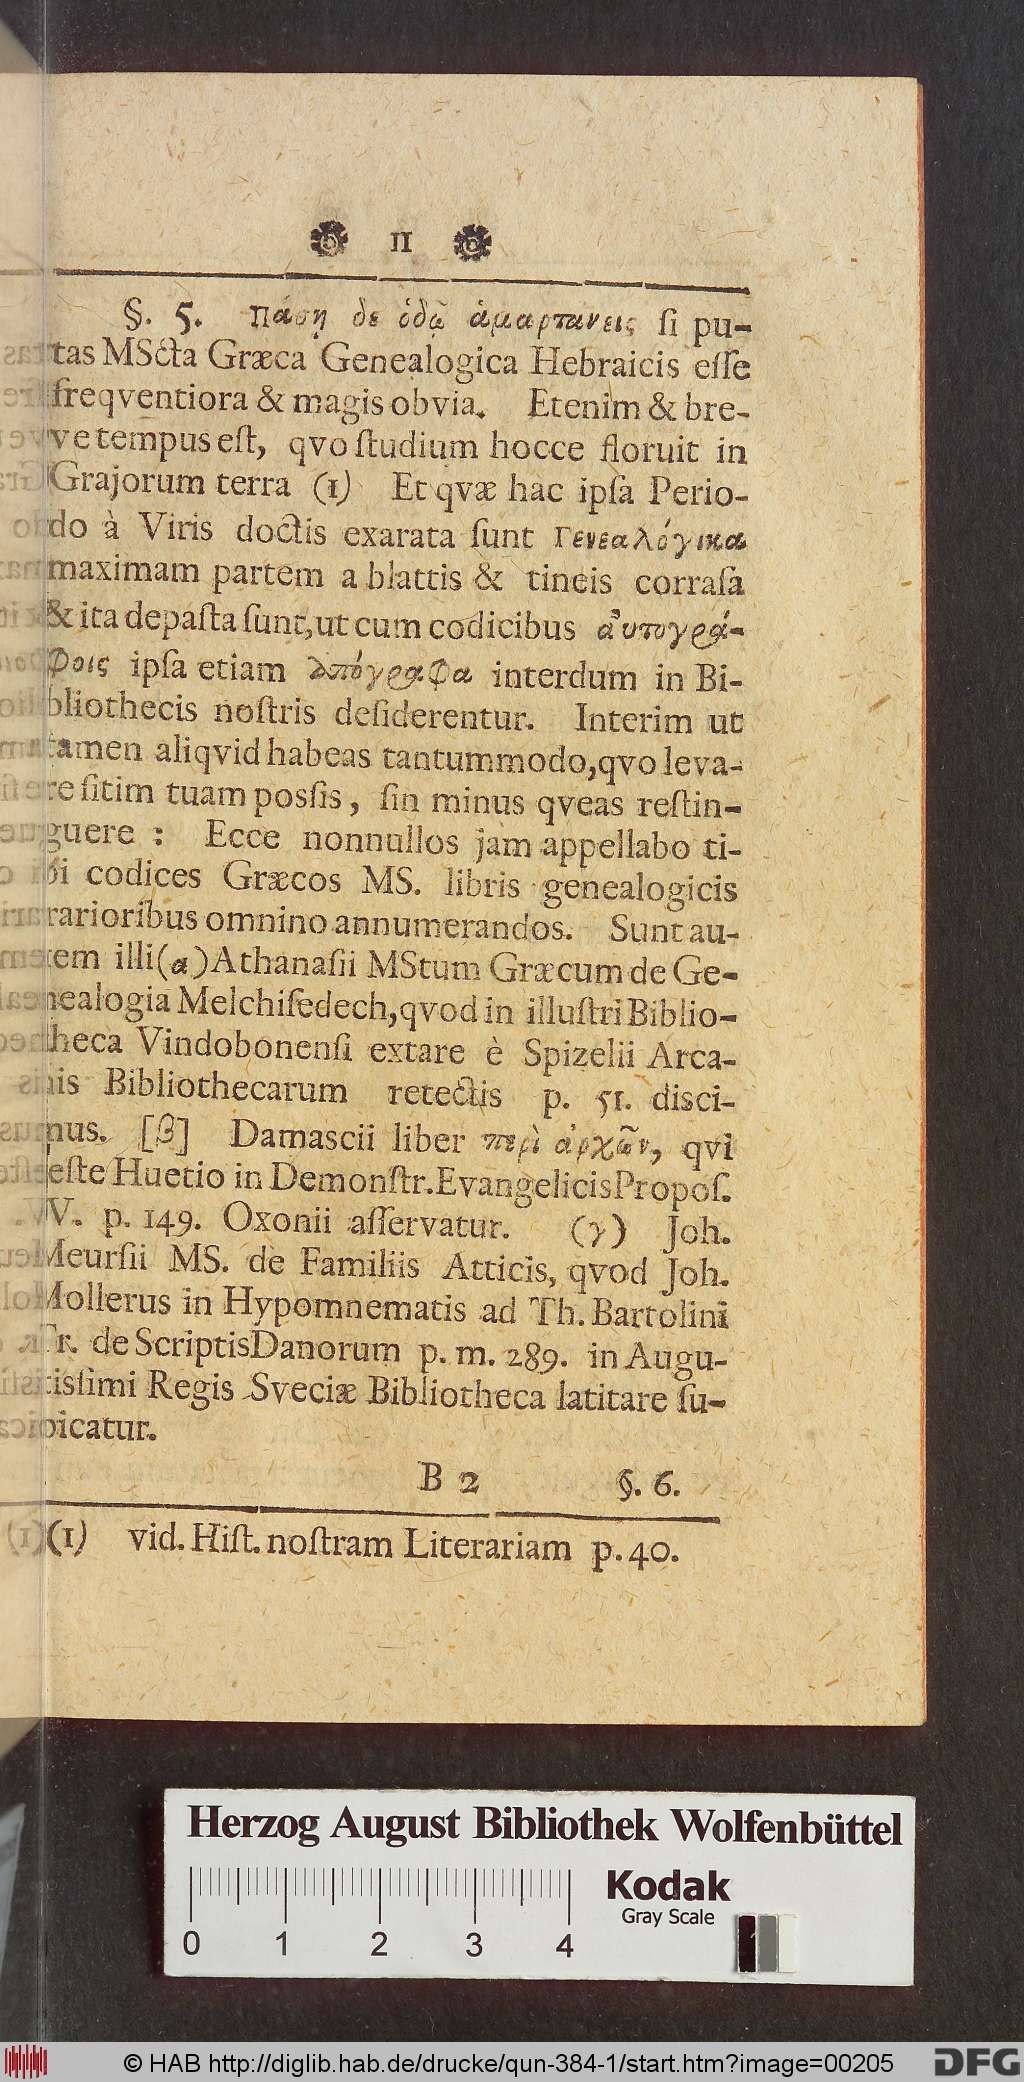 11
§. 5. Πάση δε ὁδῷ ἁμαρτανεις ſi pu-
tas MScta Græca Genealogica Hebraicis eſſe
freqventiora & magis obvia. Etenim & bre-
ve tempus eſt, qvo ſtudium hocce floruit in
Grajorum terra (1) Et qvæ hac ipſa Perio-
do à Viris doctis exarata ſunt Γενεαλόγικα
maximam partem a blattis & tineis corraſa
& ita depaſta ſunt, ut cum codicibus ἀυτογρά-
φοις ipſa etiam ἀπόγραφα interdum in Bi-
bliothecis noſtris deſiderentur. Interim ut
tamen aliqvid habeas tantummodo, qvo leva-
re ſitim tuam possis, ſin minus qveas reſtin-
guere : Ecce nonnullos jam appellabo ti-
bi codices Græcos MS. libris genealogicis
rarioribus omnino annumerandos. Sunt au-
tem illi (α) Athanaſii MStum Græcum de Ge-
nealogia Melchiſedech, qvod in illuſtri Biblio-
theca Vindobonenſi extare è Spizelii Arca-
nis Bibliothecarum retectis p. 51. disci-
mus. [β] Damascii liber περὶ ἀρχῶν, qvi
teſte Huetio in Demonſtr. Evangelicis Propoſ.
IV. p. 149. Oxonii aſſervatur. (γ) Joh.
Meurſii MS. de Familiis Atticis, qvod Joh.
Mollerus in Hypomnematis ad Th. Bartolini
Tr. de Scriptis Danorum p. m. 289. in Augu-
tisſimi Regis Sveciæ Bibliotheca latitare ſu-
picatur.
B 2 §. 6.
(1) vid. Hiſt. noſtram Literariam p. 40.
Herzog August Bibliothek Wolfenbüttel
Kodak
Gray Scale
0 1 2 3 4
© HAB http://diglib.hab.de/drucke/qun-384-1/start.htm?image=00205
DFG